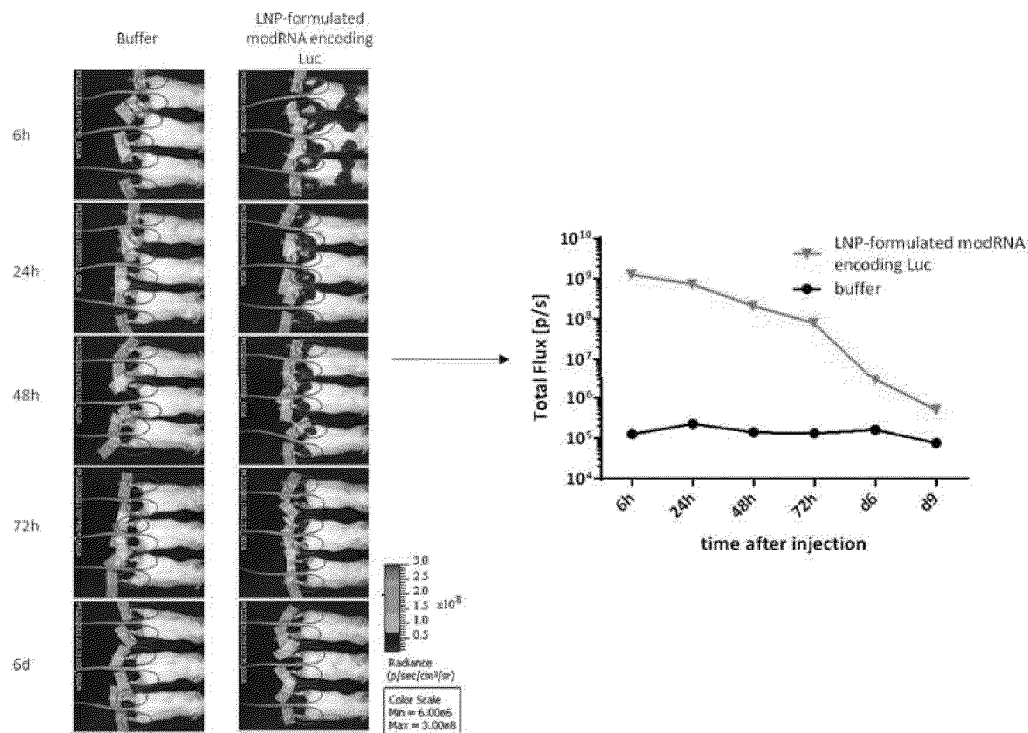 Buffer
LNP-formulated
modRNA encoding
Luc
6h
24h
48h
72h
6d
3.0
2.5
2.0
1.5
1.0
0.5
x10⁸
Radiance
(p/sec/cm²/sr)
Color Scale
Min = 6.00e6
Max = 3.00e8
Total Flux [p/s]
10¹⁰
10⁹
10⁸
10⁷
10⁶
10⁵
10⁴
LNP-formulated modRNA
encoding Luc
buffer
6h
24h
48h
72h
d6
d9
time after injection